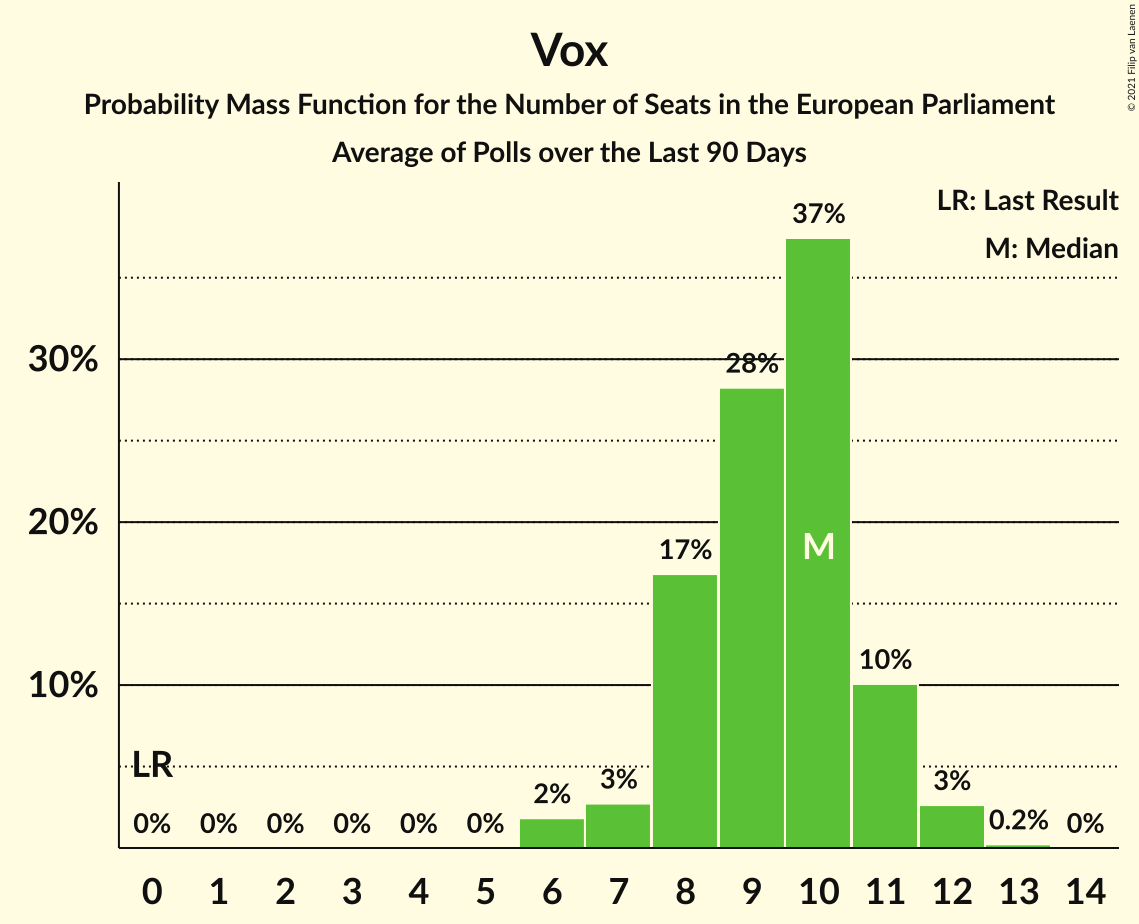 Vox
Probability Mass Function for the Number of Seats in the European Parliament
Average of Polls over the Last 90 Days
© 2021 Filip van Laenen
LR: Last Result
M: Median
37%
30%
28%
20%
17%
M
10%
10%
LR
2%
3%
3%
0%
0%
0%
0%
0%
0%
0.2%
0%
0 1 2 3 4 5 6 7 8 9 10 11 12 13 14